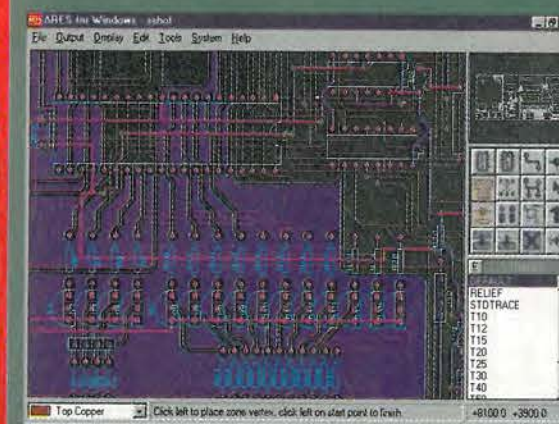 ARES for Windows - sshot
File Output Display Edit Tools System Help
RELIEF
STDTRACE
T10
T12
T15
T20
T25
T30
T40
T50
Top Copper
Click left to place zone vertex, click left on start point to finish.
+8100.0 +3900.0